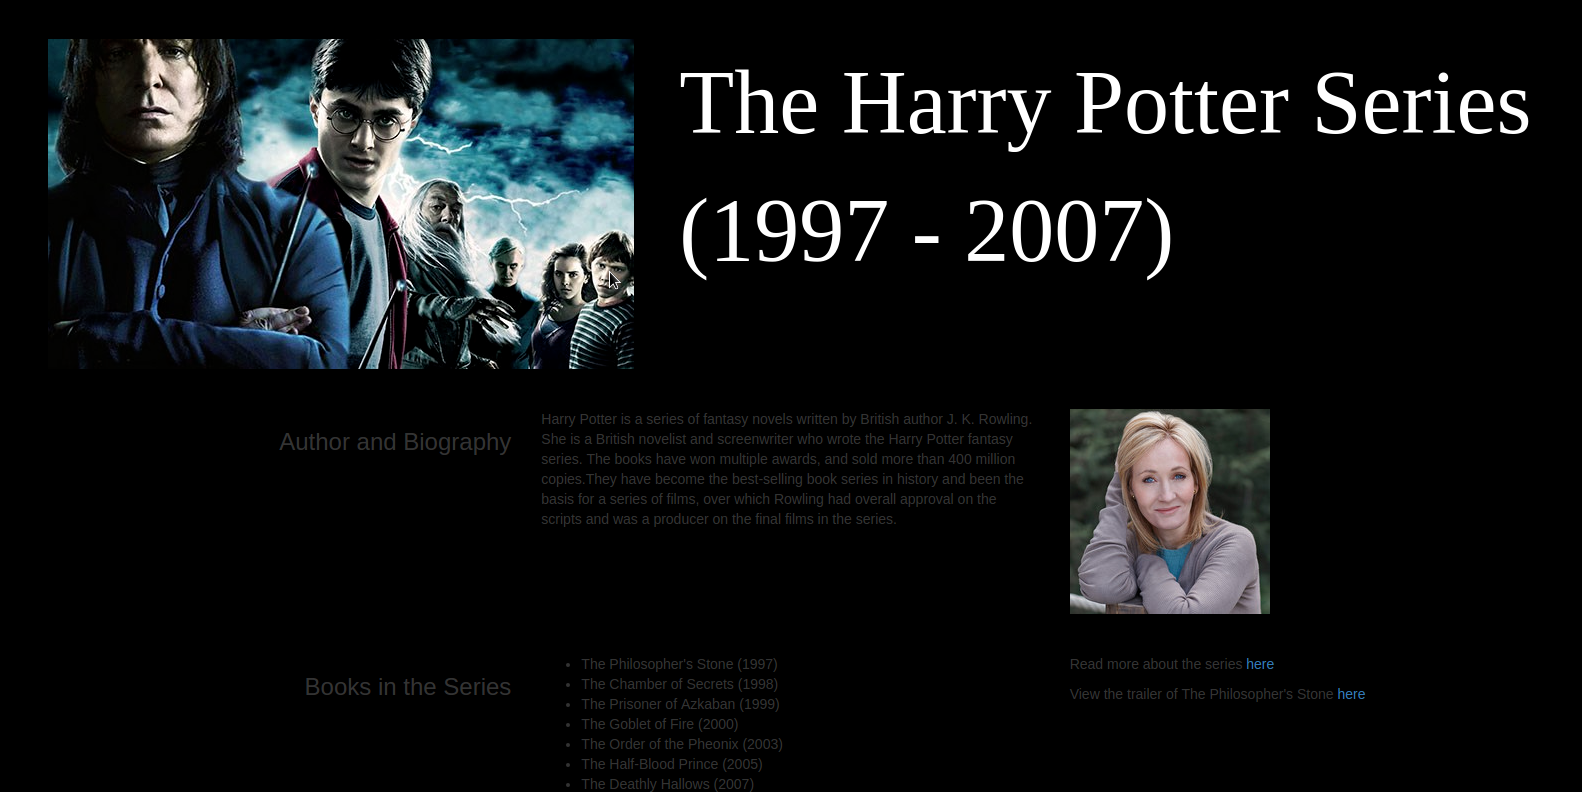 The Harry Potter Series
(1997 - 2007)
Author and Biography
Harry Potter is a series of fantasy novels written by British author J. K. Rowling.
She is a British novelist and screenwriter who wrote the Harry Potter fantasy
series. The books have won multiple awards, and sold more than 400 million
copies.They have become the best-selling book series in history and been the
basis for a series of films, over which Rowling had overall approval on the
scripts and was a producer on the final films in the series.
Books in the Series
• The Philosopher's Stone (1997)
• The Chamber of Secrets (1998)
• The Prisoner of Azkaban (1999)
• The Goblet of Fire (2000)
• The Order of the Pheonix (2003)
• The Half-Blood Prince (2005)
• The Deathly Hallows (2007)
Read more about the series here
View the trailer of The Philosopher's Stone here